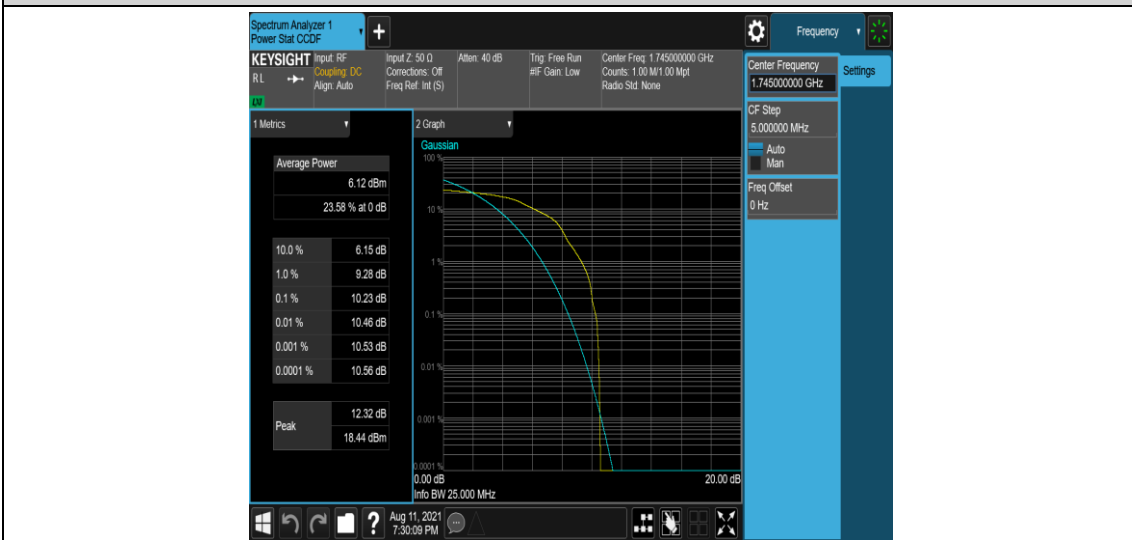 Spectrum Analyzer 1
Power Stat CCDF
+
Frequency
KEYSIGHT
Input: RF
Coupling: DC
Align: Auto
Input Z: 50 Ω
Corrections: Off
Freq Ref: Int (S)
Atten: 40 dB
Trig: Free Run
#IF Gain: Low
Center Freq: 1.745000000 GHz
Counts: 1.00 M/1.00 Mpt
Radio Std: None
R L
LXI
Center Frequency
1.745000000 GHz
Settings
CF Step
5.000000 MHz
Auto
Man
Freq Offset
0 Hz
1 Metrics
Average Power
6.12 dBm
23.58 % at 0 dB
10.0 % 6.15 dB
1.0 % 9.28 dB
0.1 % 10.23 dB
0.01 % 10.46 dB
0.001 % 10.53 dB
0.0001 % 10.56 dB
Peak
12.32 dB
18.44 dBm
2 Graph
Gaussian
100 %
10 %
1 %
0.1 %
0.01 %
0.001 %
0.0001 %
0.00 dB
20.00 dB
Info BW 25.000 MHz
?
Aug 11, 2021
7:30:09 PM